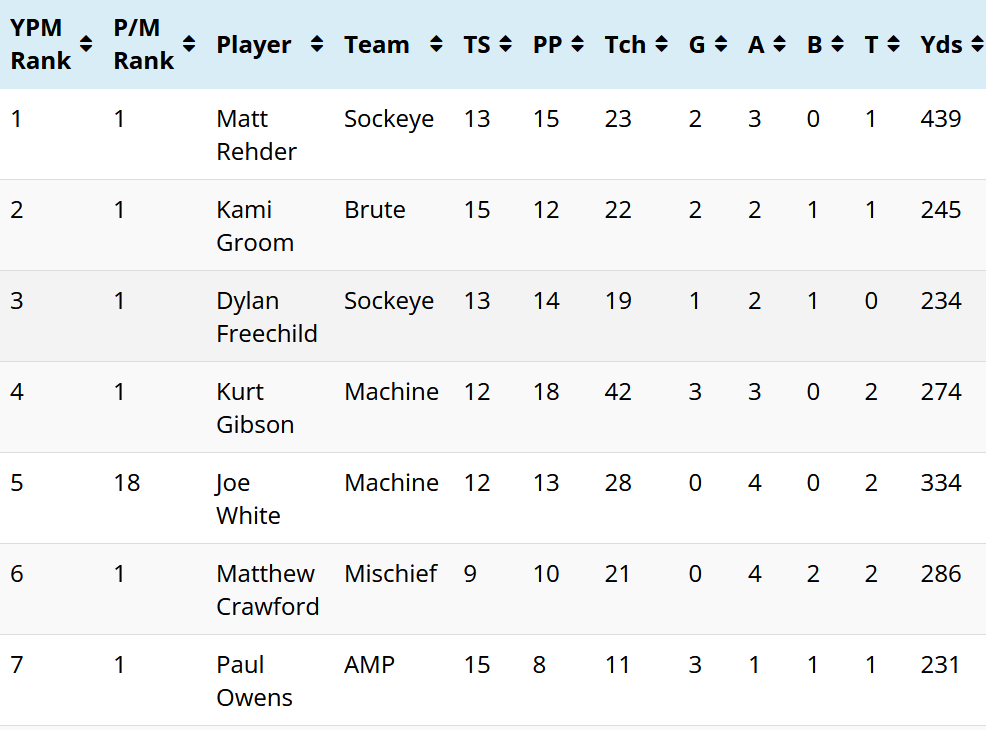 YPM Rank P/M Rank Player Team TS PP Tch G A B T Yds
1 1 Matt Rehder Sockeye 13 15 23 2 3 0 1 439
2 1 Kami Groom Brute 15 12 22 2 2 1 1 245
3 1 Dylan Freechild Sockeye 13 14 19 1 2 1 0 234
4 1 Kurt Gibson Machine 12 18 42 3 3 0 2 274
5 18 Joe White Machine 12 13 28 0 4 0 2 334
6 1 Matthew Crawford Mischief 9 10 21 0 4 2 2 286
7 1 Paul Owens AMP 15 8 11 3 1 1 1 231